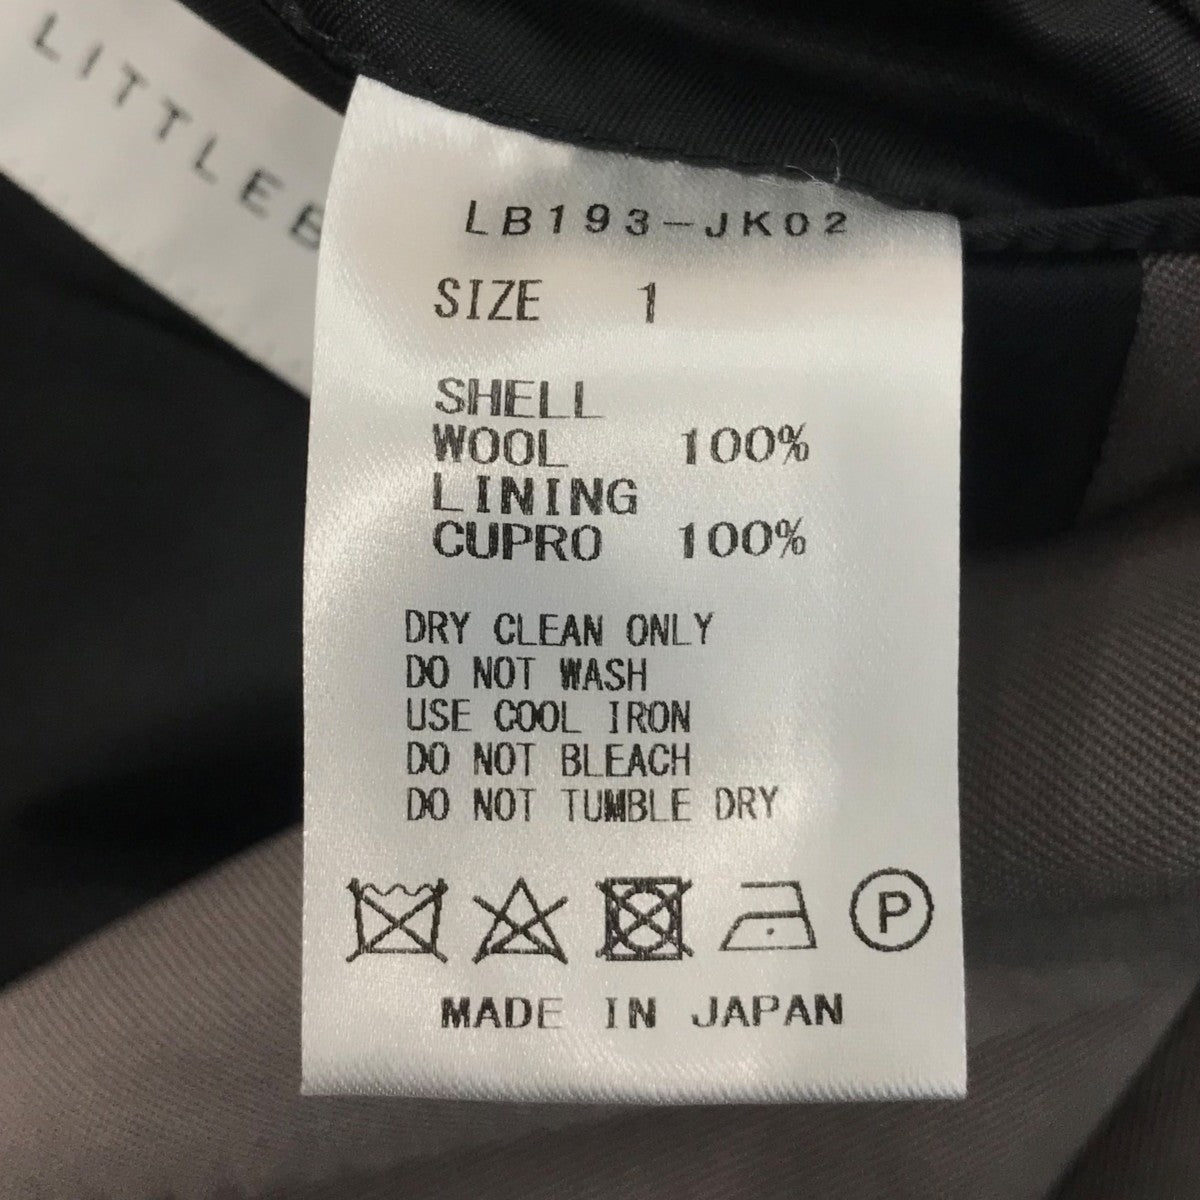 LITTLEB
LB193-JK02
SIZE 1
SHELL
WOOL 100%
LINING
CUPRO 100%
DRY CLEAN ONLY
DO NOT WASH
USE COOL IRON
DO NOT BLEACH
DO NOT TUMBLE DRY
P
MADE IN JAPAN